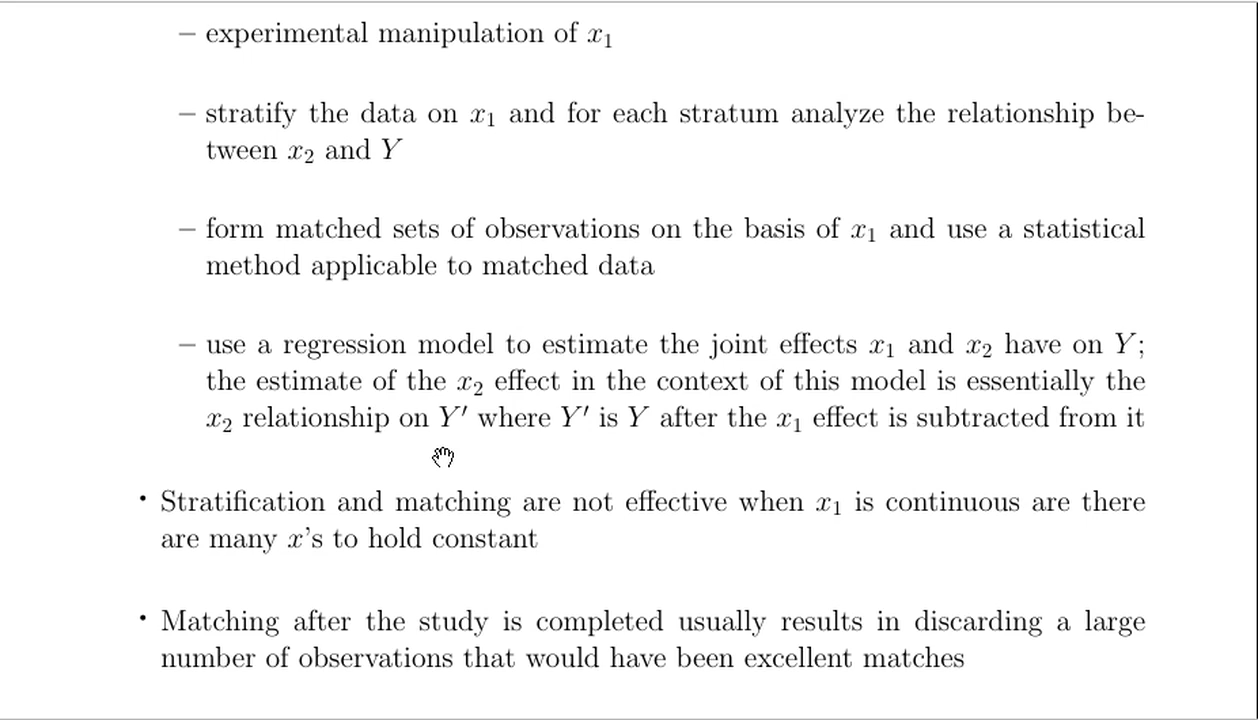 – experimental manipulation of x₁
– stratify the data on x₁ and for each stratum analyze the relationship be-
tween x₂ and Y
– form matched sets of observations on the basis of x₁ and use a statistical
method applicable to matched data
– use a regression model to estimate the joint effects x₁ and x₂ have on Y;
the estimate of the x₂ effect in the context of this model is essentially the
x₂ relationship on Y′ where Y′ is Y after the x₁ effect is subtracted from it
• Stratification and matching are not effective when x₁ is continuous are there
are many x’s to hold constant
• Matching after the study is completed usually results in discarding a large
number of observations that would have been excellent matches